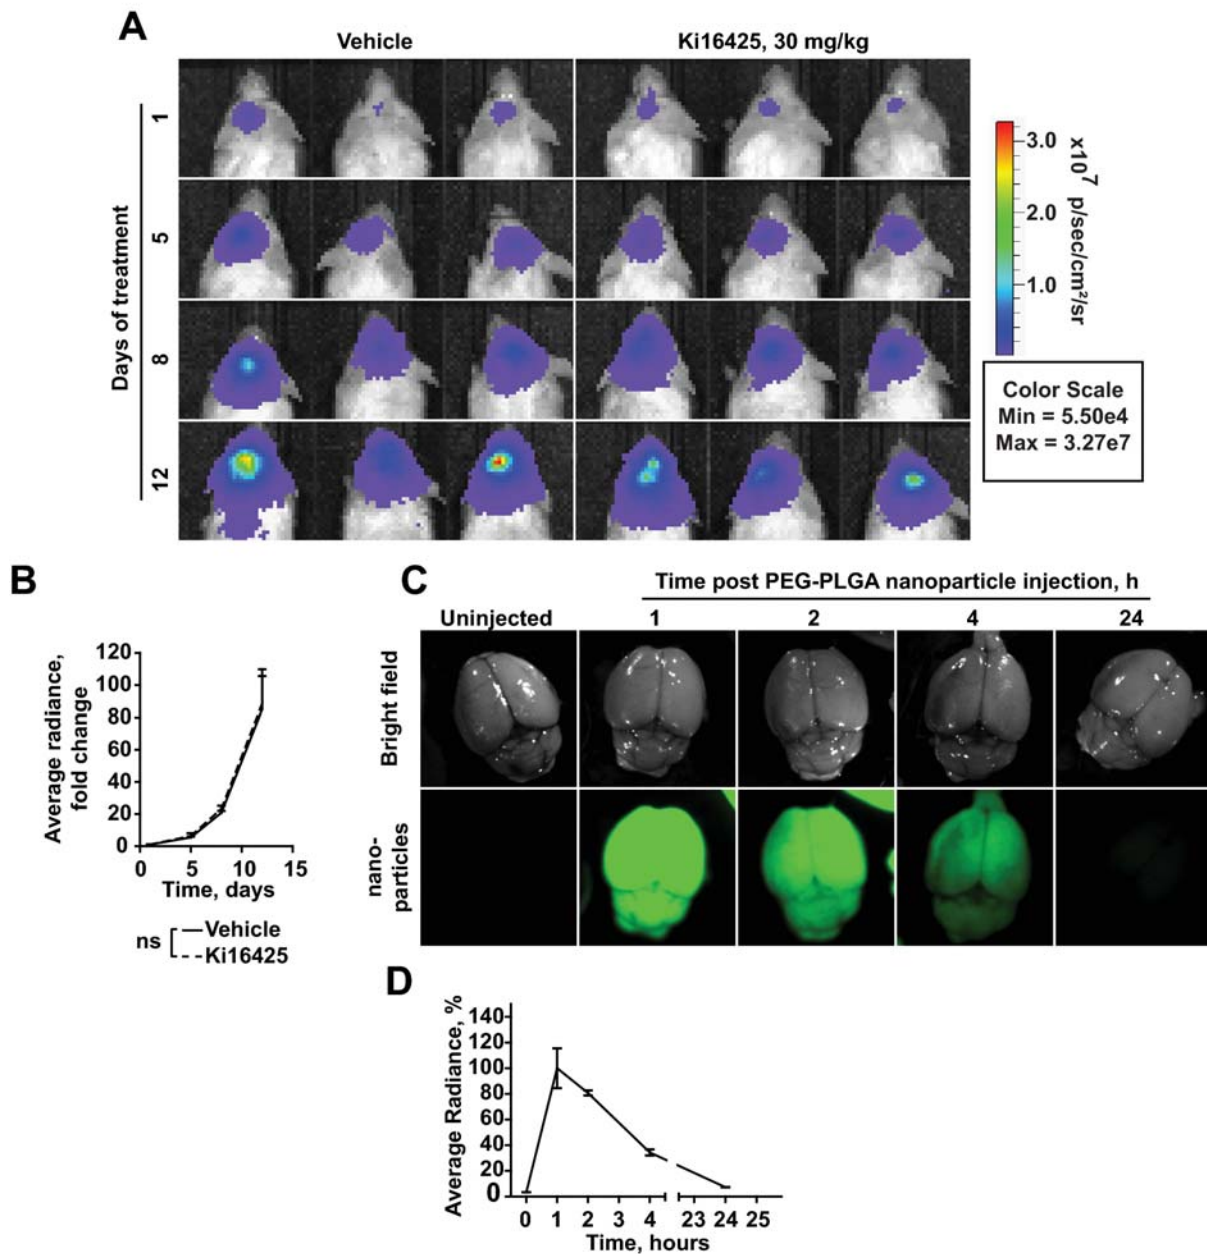 A
Vehicle
Ki16425, 30 mg/kg
Days of treatment
1
5
8
12
3.0
2.0
1.0
x10⁷ p/sec/cm²/sr
Color Scale
Min = 5.50e4
Max = 3.27e7
B
Average radiance,
fold change
120
100
80
60
40
20
0
0 5 10 15
Time, days
ns
Vehicle
Ki16425
C
Time post PEG-PLGA nanoparticle injection, h
Uninjected 1 2 4 24
Bright field
nano-
particles
D
Average Radiance, %
140
120
100
80
60
40
20
0
0 1 2 3 4 23 24 25
Time, hours